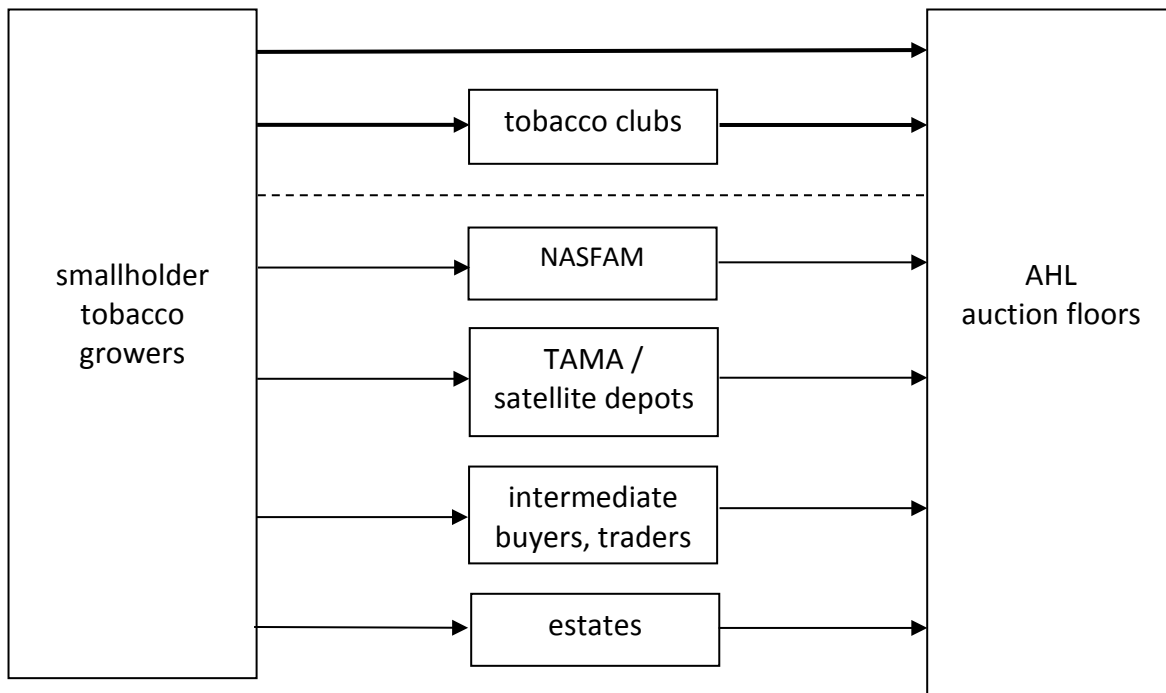 smallholder
tobacco
growers
tobacco clubs
NASFAM
TAMA /
satellite depots
intermediate
buyers, traders
estates
AHL
auction floors